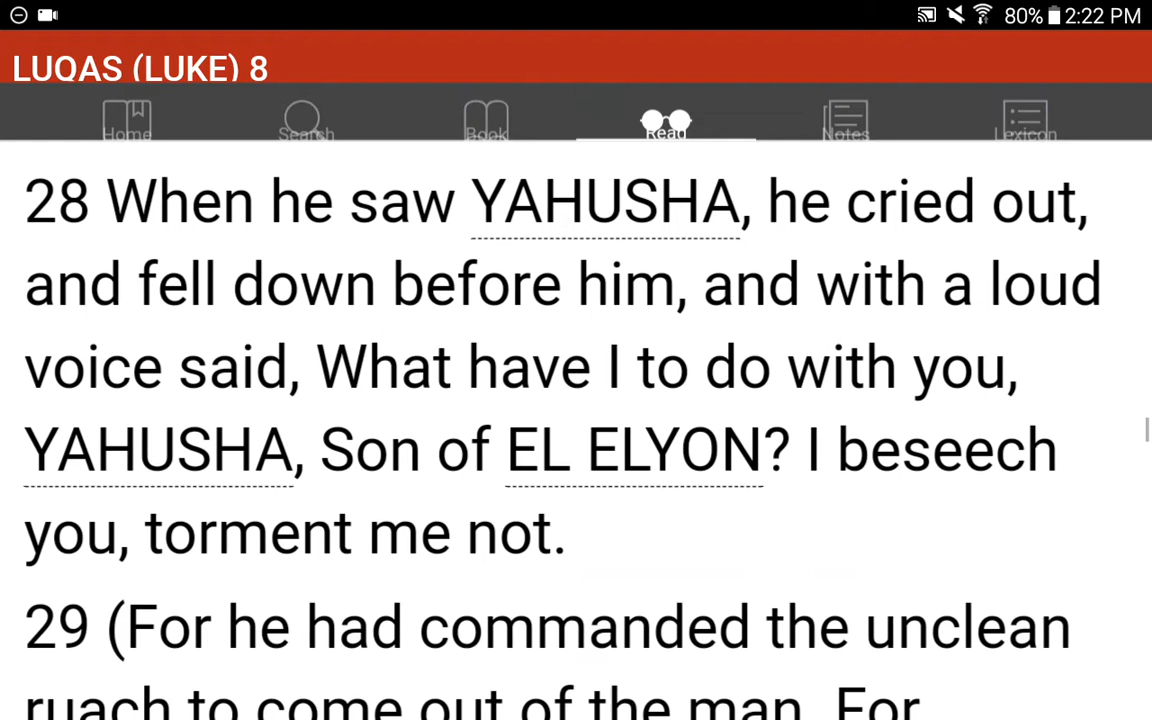 80% 2:22 PM
LUQAS (LUKE) 8
Home Search Book Read Notes Lexicon
28 When he saw YAHUSHA, he cried out,
and fell down before him, and with a loud
voice said, What have I to do with you,
YAHUSHA, Son of EL ELYON? I beseech
you, torment me not.
29 (For he had commanded the unclean
ruach to come out of the man. For